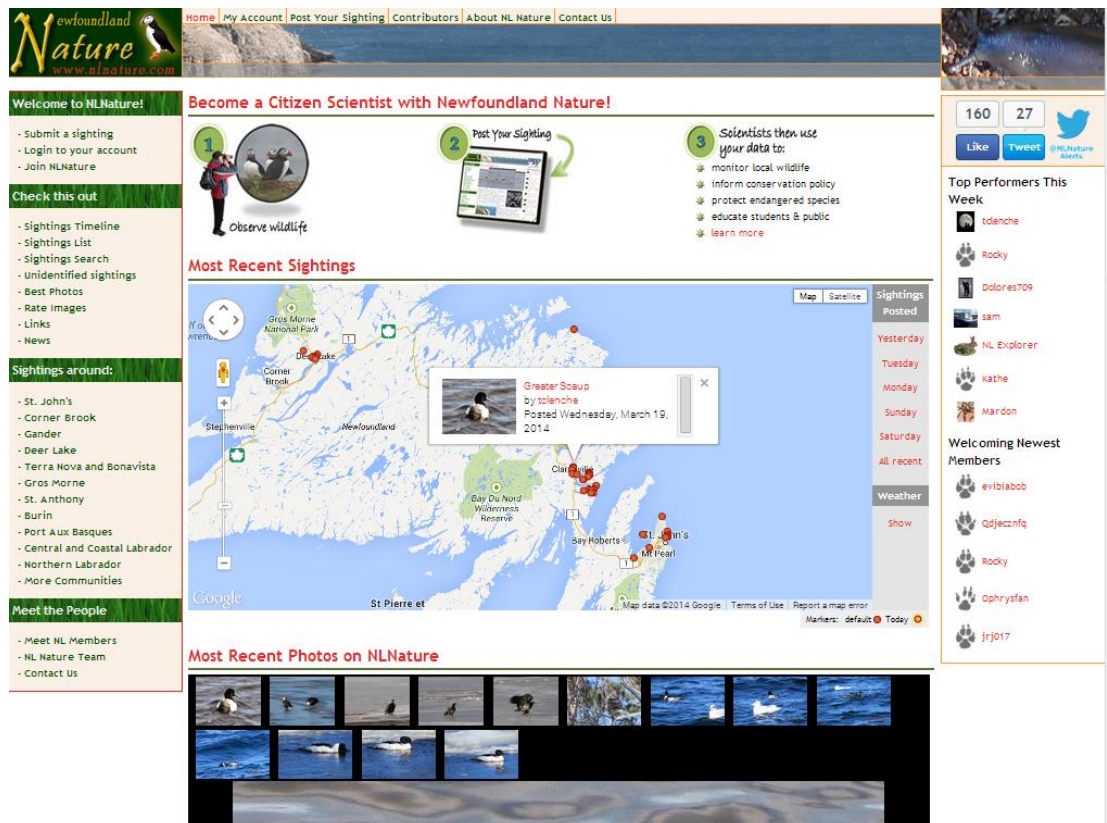 Newfoundland
Nature
www.nlnature.com
Home My Account Post Your Sighting Contributors About NL Nature Contact Us
Welcome to NLNature!
- Submit a sighting
- Login to your account
- Join NLNature
Check this out
- Sightings Timeline
- Sightings List
- Sightings Search
- Unidentified sightings
- Best Photos
- Rate Images
- Links
- News
Sightings around:
- St. John's
- Corner Brook
- Gander
- Deer Lake
- Terra Nova and Bonavista
- Gros Morne
- St. Anthony
- Burin
- Port Aux Basques
- Central and Coastal Labrador
- Northern Labrador
- More Communities
Meet the People
- Meet NL Members
- NL Nature Team
- Contact Us
Become a Citizen Scientist with Newfoundland Nature!
1
Observe wildlife
2
Post Your Sighting
3
Scientists then use
your data to:
monitor local wildlife
inform conservation policy
protect endangered species
educate students & public
learn more
Most Recent Sightings
Map Satellite
Gros Morne
National Park
1
Deer Lake
Corner
Brook
Stephenville
Newfoundland
Greater Scaup
by tclenche
Posted Wednesday, March 19,
2014
×
Clarenville
Bay Du Nord
Wilderness
Reserve
1
Bay Roberts
St. John's
Mt Pearl
1
St Pierre et
Google
Map data ©2014 Google Terms of Use Report a map error
Markers: default Today
Sightings
Posted
Yesterday
Tuesday
Monday
Sunday
Saturday
All recent
Weather
Show
Most Recent Photos on NLNature
160 27
Like Tweet
@NLNature
Alerts
Top Performers This
Week
tclenche
Rocky
Dolores709
sam
NL Explorer
Kathe
Mardon
Welcoming Newest
Members
evibiabob
Qdjecznfq
Rocky
Ophrysfan
jrj017